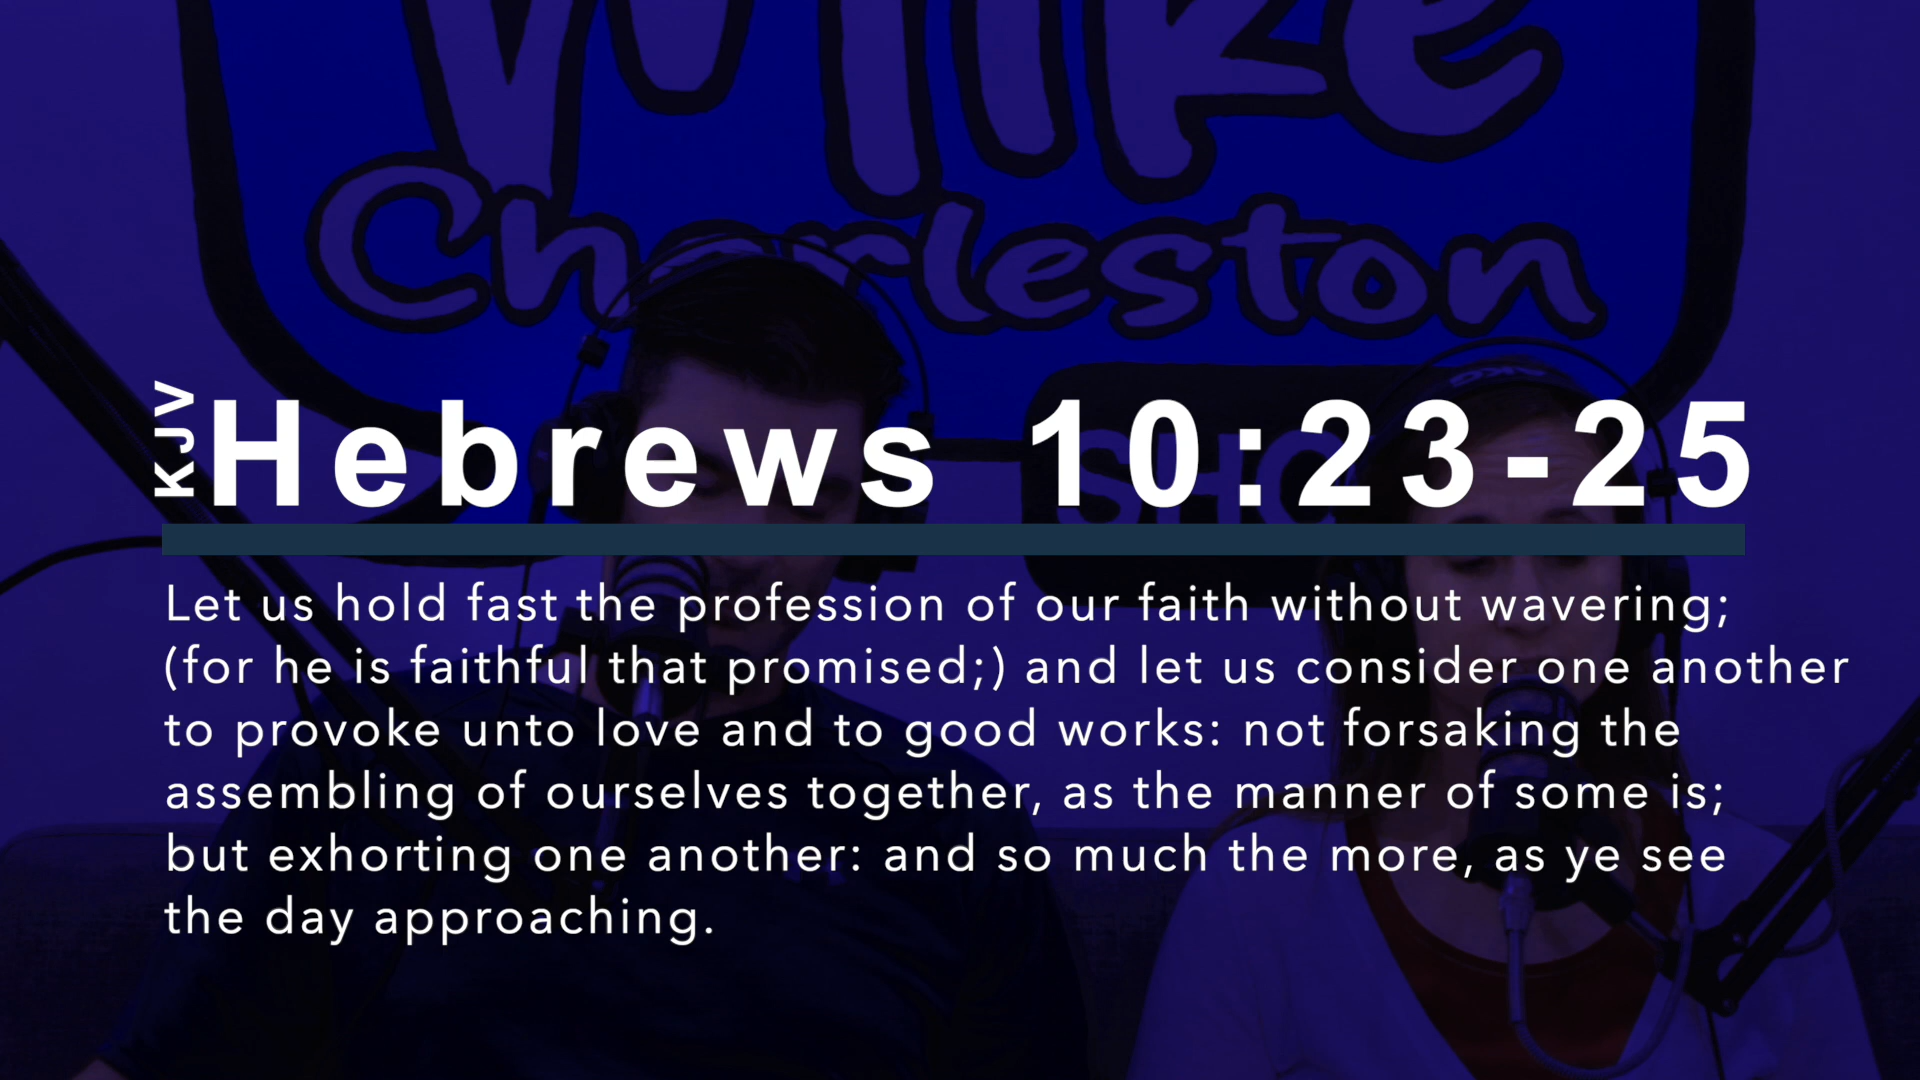 Mike
Charleston
KJV
Hebrews 10:23-25
Let us hold fast the profession of our faith without wavering;
(for he is faithful that promised;) and let us consider one another
to provoke unto love and to good works: not forsaking the
assembling of ourselves together, as the manner of some is;
but exhorting one another: and so much the more, as ye see
the day approaching.